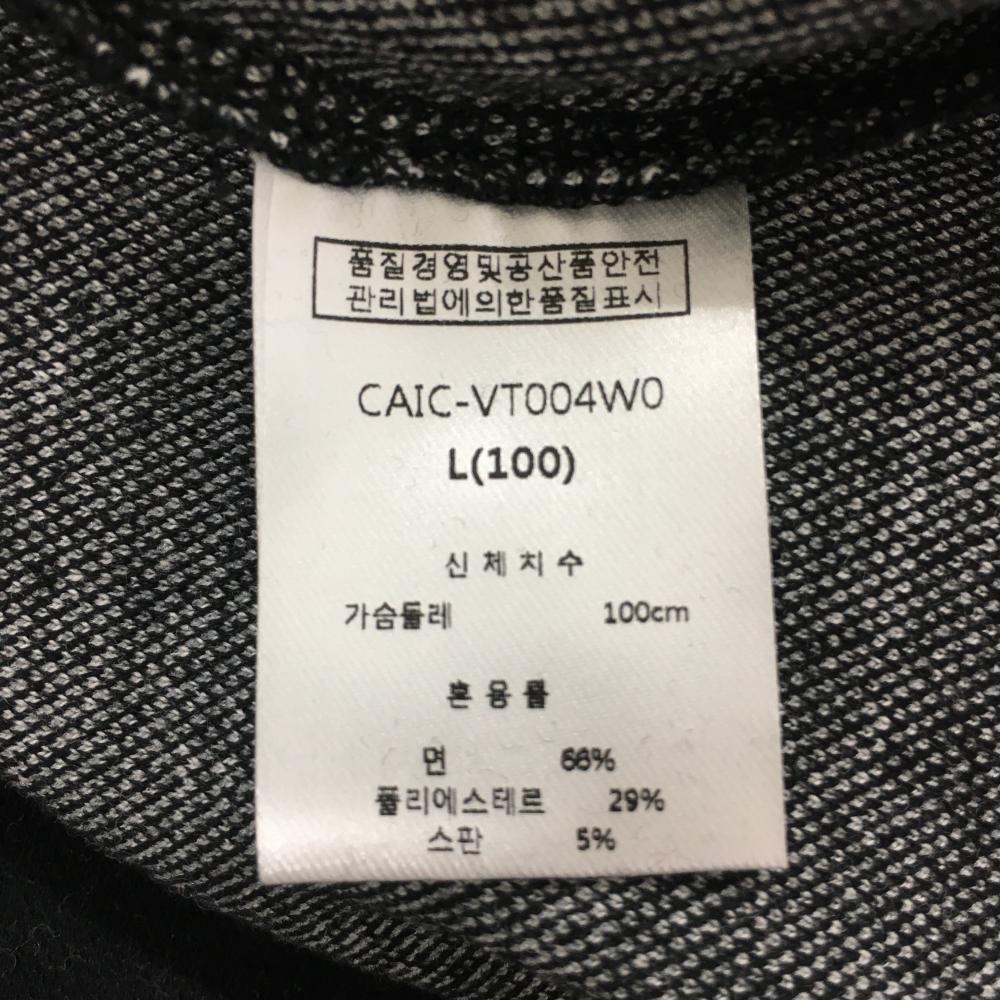 품질경영및공산품안전
관리법에의한품질표시
CAIC-VT004W0
L(100)
신체치수
가슴둘레 100cm
혼용률
면 66%
폴리에스테르 29%
스판 5%